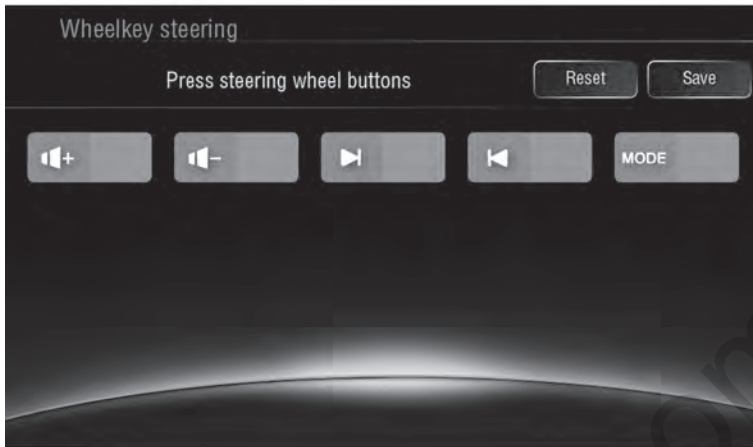 Wheelkey steering
Press steering wheel buttons
Reset
Save
+
-
MODE